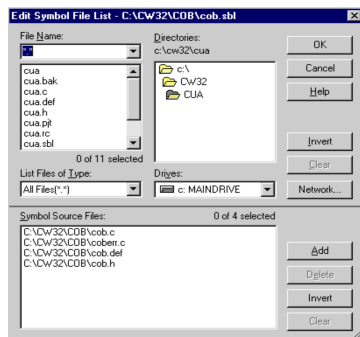 Edit Symbol File List - C:\CW32\COB\cob.sbl
File Name:
*.*
cua
cua.bak
cua.c
cua.def
cua.h
cua.pjt
cua.rc
cua.sbl
0 of 11 selected
List Files of Type:
All Files(*.*)
Directories:
c:\cw32\cua
c:\
CW32
CUA
Drives:
c: MAINDRIVE
OK
Cancel
Help
Invert
Clear
Network...
Symbol Source Files:
0 of 4 selected
C:\CW32\COB\cob.c
C:\CW32\COB\coberr.c
C:\CW32\COB\cob.def
C:\CW32\COB\cob.h
Add
Delete
Invert
Clear